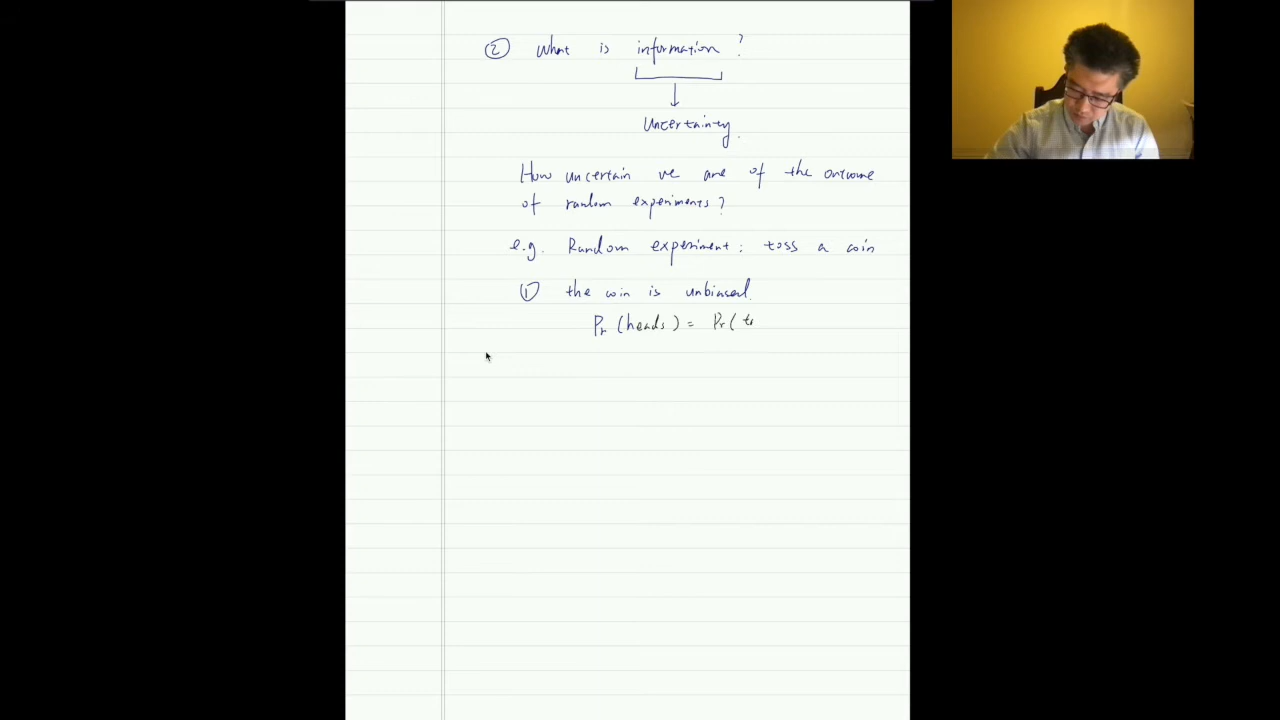 ② What is information ?
Uncertainty.
How uncertain we are of the outcome
of random experiments ?
e.g. Random experiment : toss a coin
① the coin is unbiased.
Pr (heads) = Pr( ta